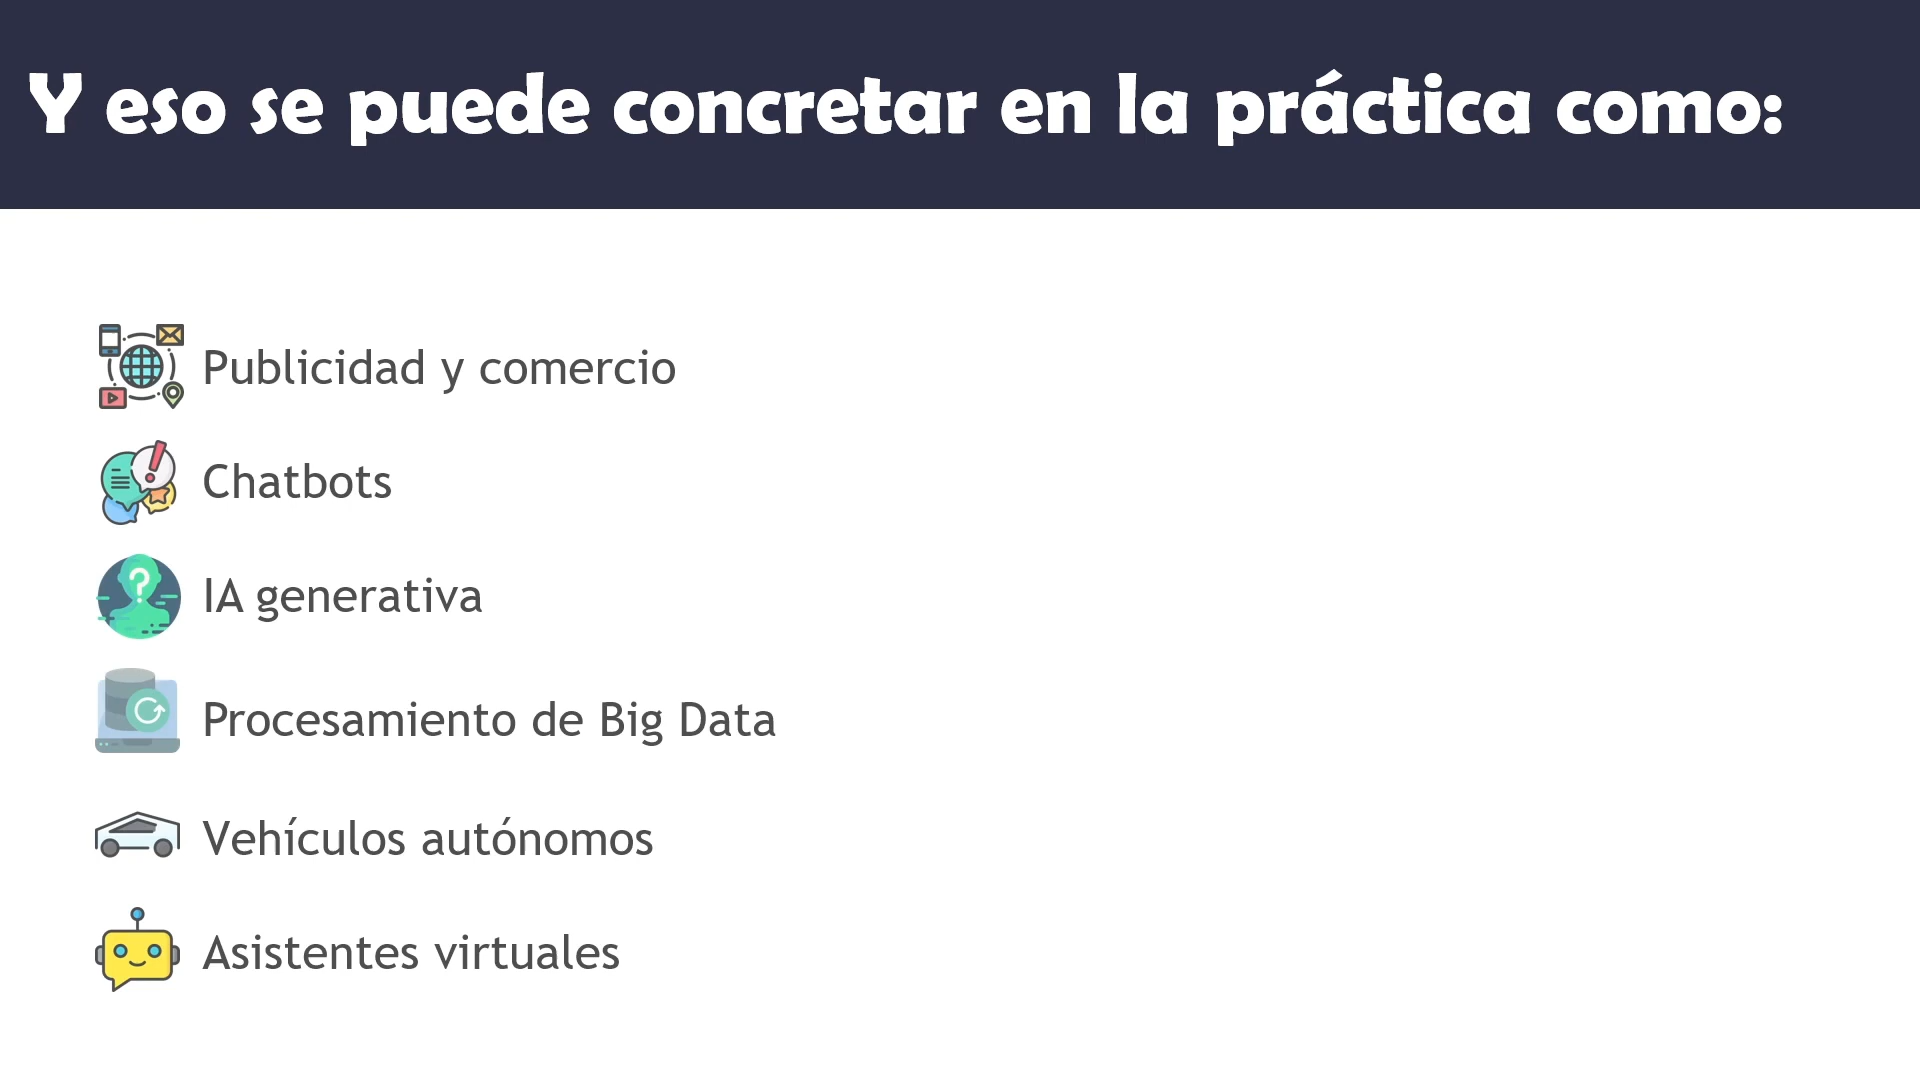 Y eso se puede concretar en la práctica como:
Publicidad y comercio
Chatbots
IA generativa
Procesamiento de Big Data
Vehículos autónomos
Asistentes virtuales